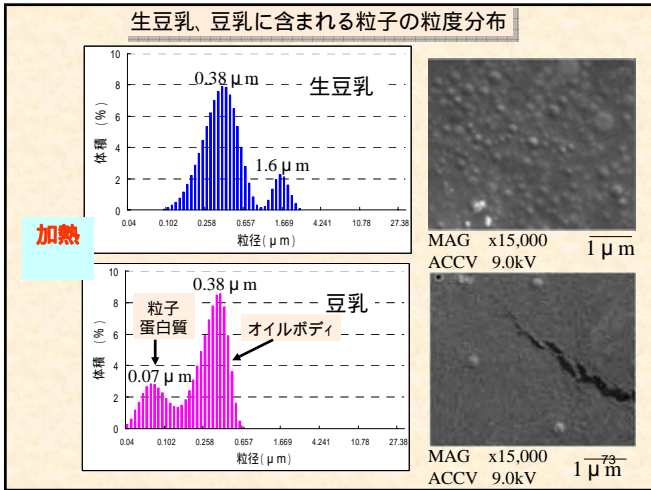 生豆乳、豆乳に含まれる粒子の粒度分布
10
8
6
4
2
0
体積 (%)
0.38μm
生豆乳
1.6μm
0.04 0.102 0.258 0.657 1.669 4.241 10.78 27.38
粒径(μm)
MAG x15,000
ACCV 9.0kV
1μm
加熱
10
8
6
4
2
0
体積 (%)
0.38μm
豆乳
粒子
蛋白質
オイルボディ
0.07μm
0.04 0.102 0.258 0.657 1.669 4.241 10.78 27.38
粒径(μm)
MAG x15,000
ACCV 9.0kV
1μm
73